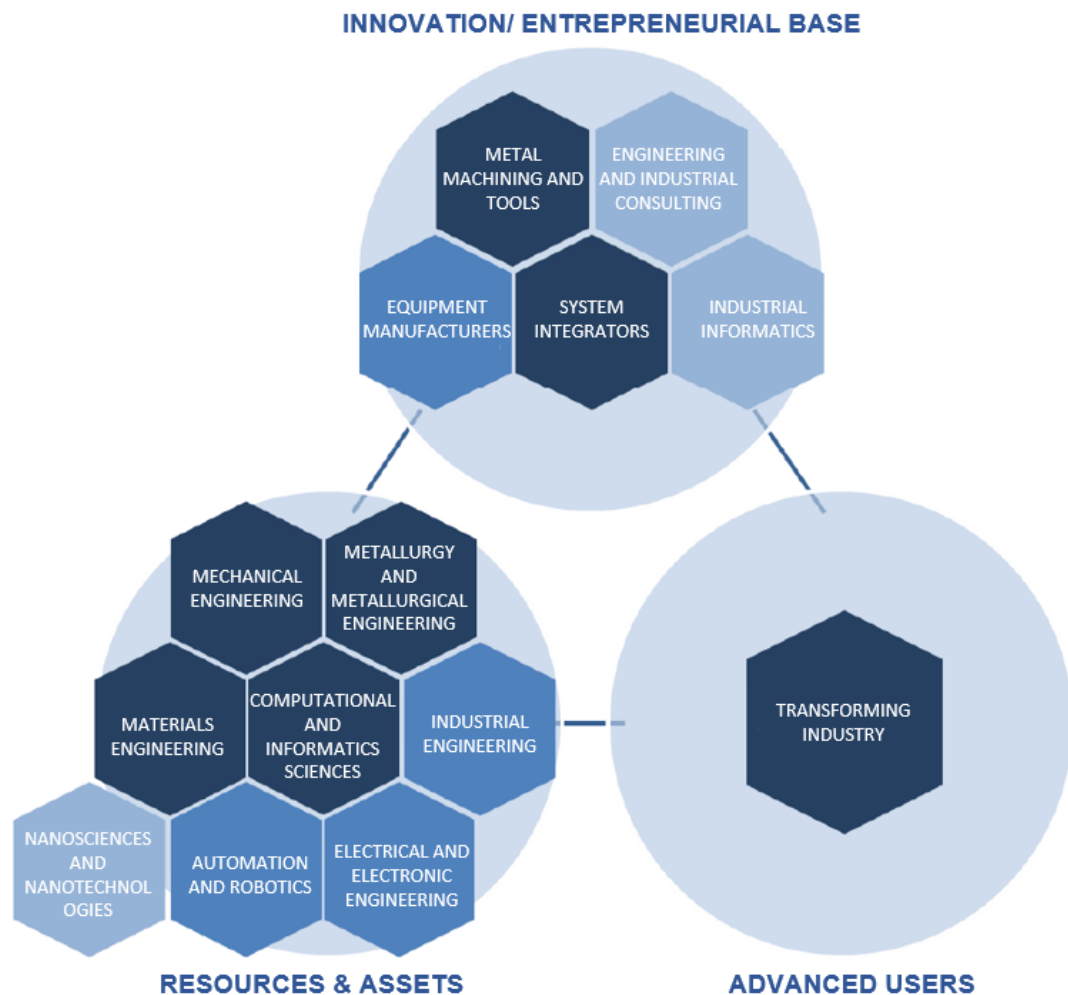 INNOVATION/ ENTREPRENEURIAL BASE
METAL
MACHINING AND
TOOLS
ENGINEERING
AND INDUSTRIAL
CONSULTING
EQUIPMENT
MANUFACTURERS
SYSTEM
INTEGRATORS
INDUSTRIAL
INFORMATICS
MECHANICAL
ENGINEERING
METALLURGY
AND
METALLURGICAL
ENGINEERING
MATERIALS
ENGINEERING
COMPUTATIONAL
AND
INFORMATICS
SCIENCES
INDUSTRIAL
ENGINEERING
TRANSFORMING
INDUSTRY
NANOSCIENCES
AND
NANOTECHNOL
OGIES
AUTOMATION
AND ROBOTICS
ELECTRICAL AND
ELECTRONIC
ENGINEERING
RESOURCES & ASSETS
ADVANCED USERS